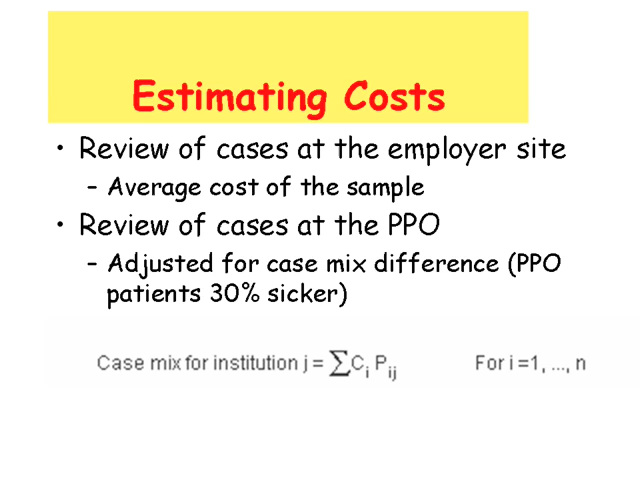 Estimating Costs
• Review of cases at the employer site
– Average cost of the sample
• Review of cases at the PPO
– Adjusted for case mix difference (PPO
patients 30% sicker)
Case mix for institution j = ∑Cᵢ Pᵢⱼ For i =1, ..., n